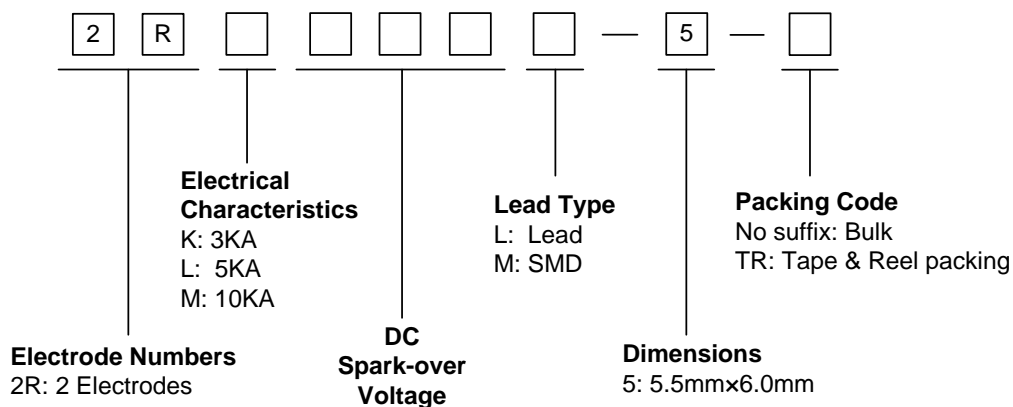 2 R — 5 —
Electrical
Characteristics
K: 3KA
L: 5KA
M: 10KA
Lead Type
L: Lead
M: SMD
Packing Code
No suffix: Bulk
TR: Tape & Reel packing
Electrode Numbers
2R: 2 Electrodes
DC
Spark-over
Voltage
Dimensions
5: 5.5mm×6.0mm